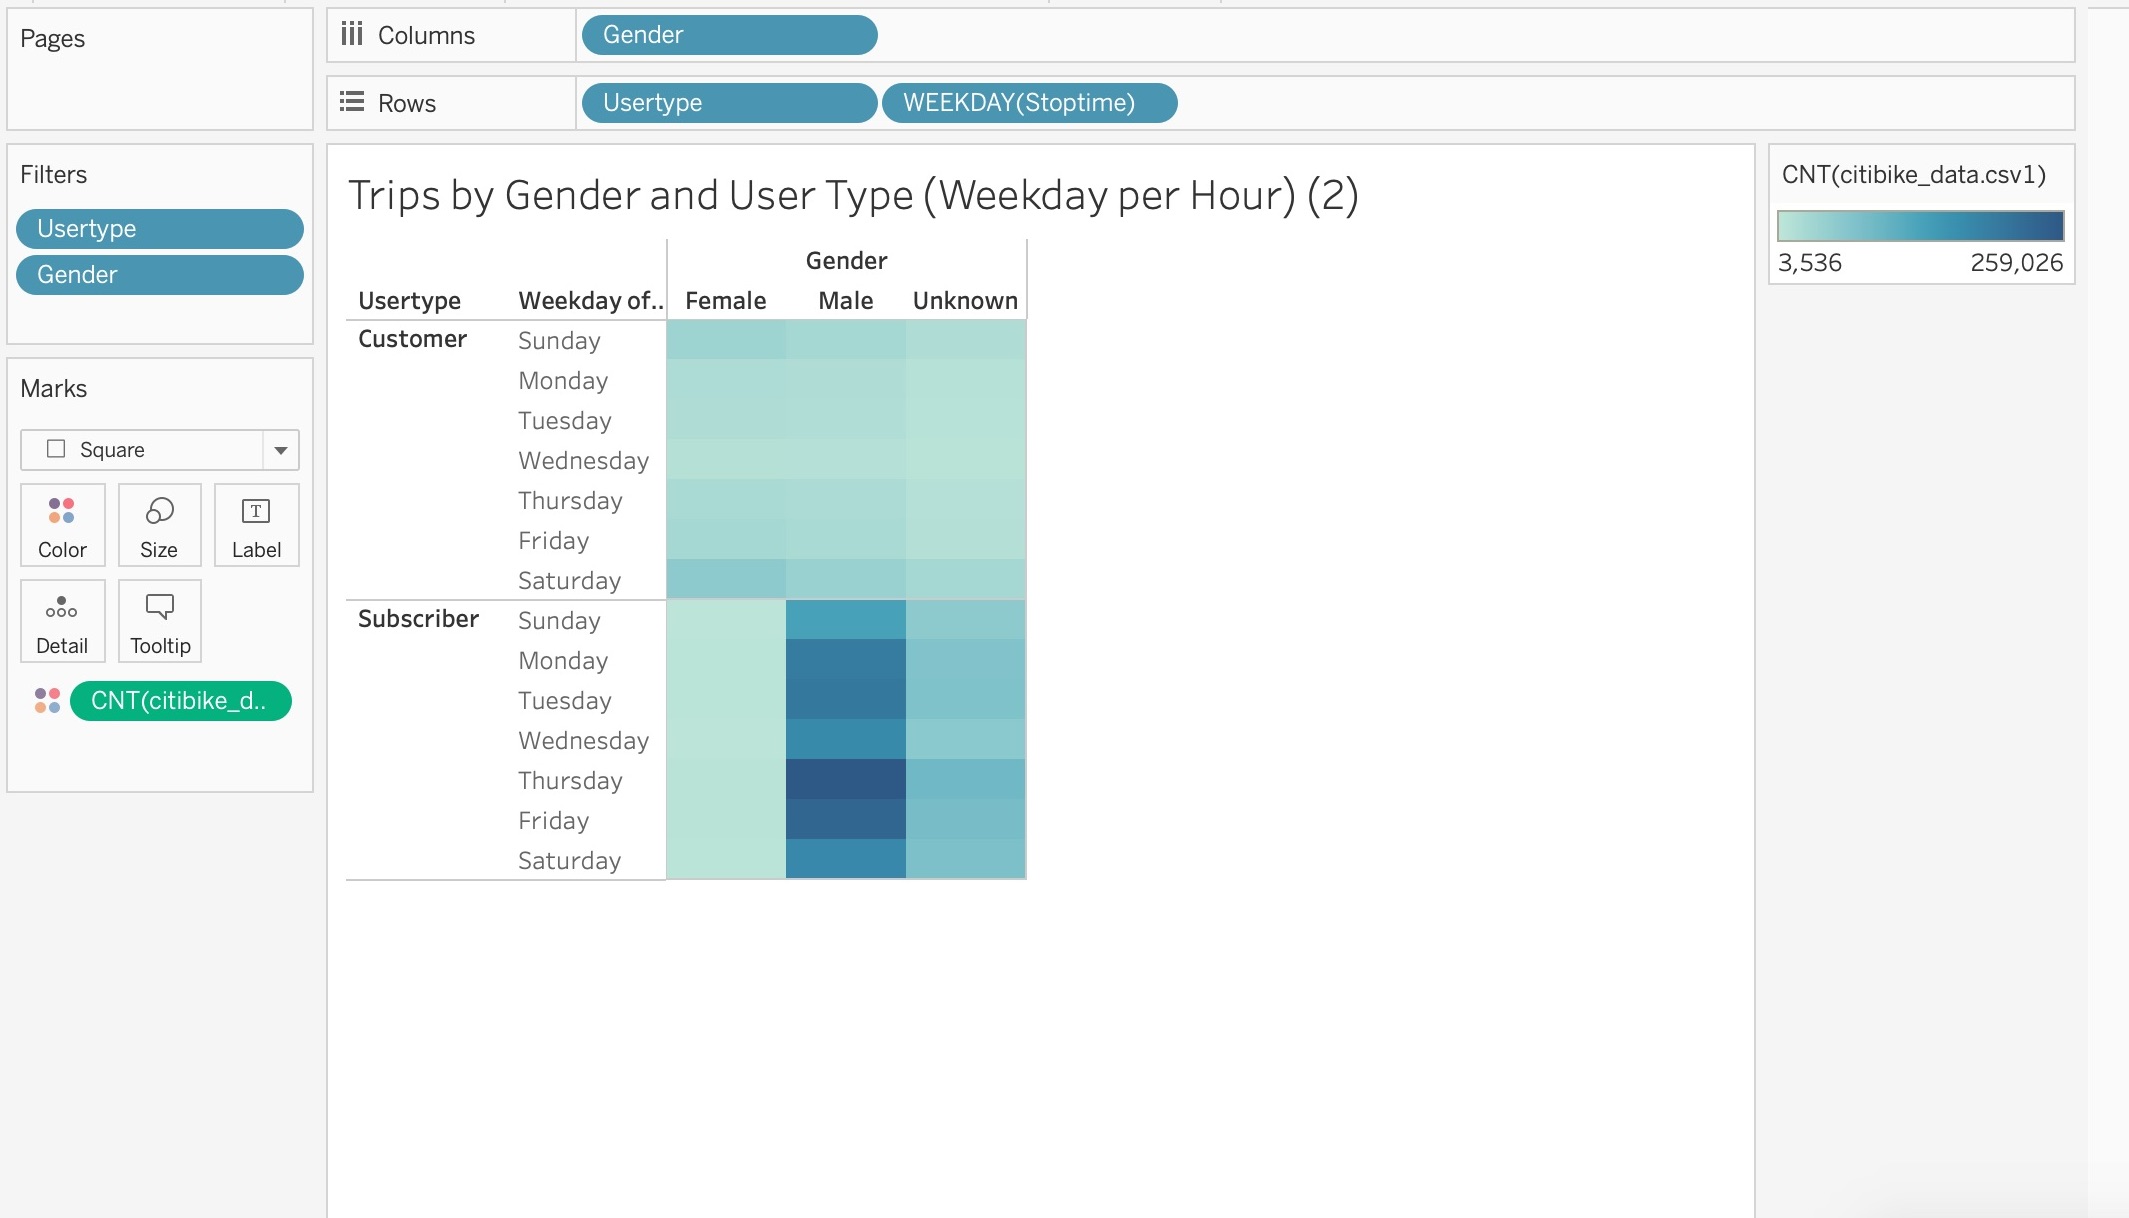 Pages
Columns
Gender
Rows
Usertype
WEEKDAY(Stoptime)
Filters
Usertype
Gender
Marks
Square
Color
Size
T
Label
Detail
Tooltip
CNT(citibike_d..
Trips by Gender and User Type (Weekday per Hour) (2)
Gender
Usertype Weekday of.. Female Male Unknown
Customer Sunday
Monday
Tuesday
Wednesday
Thursday
Friday
Saturday
Subscriber Sunday
Monday
Tuesday
Wednesday
Thursday
Friday
Saturday
CNT(citibike_data.csv1)
3,536 259,026